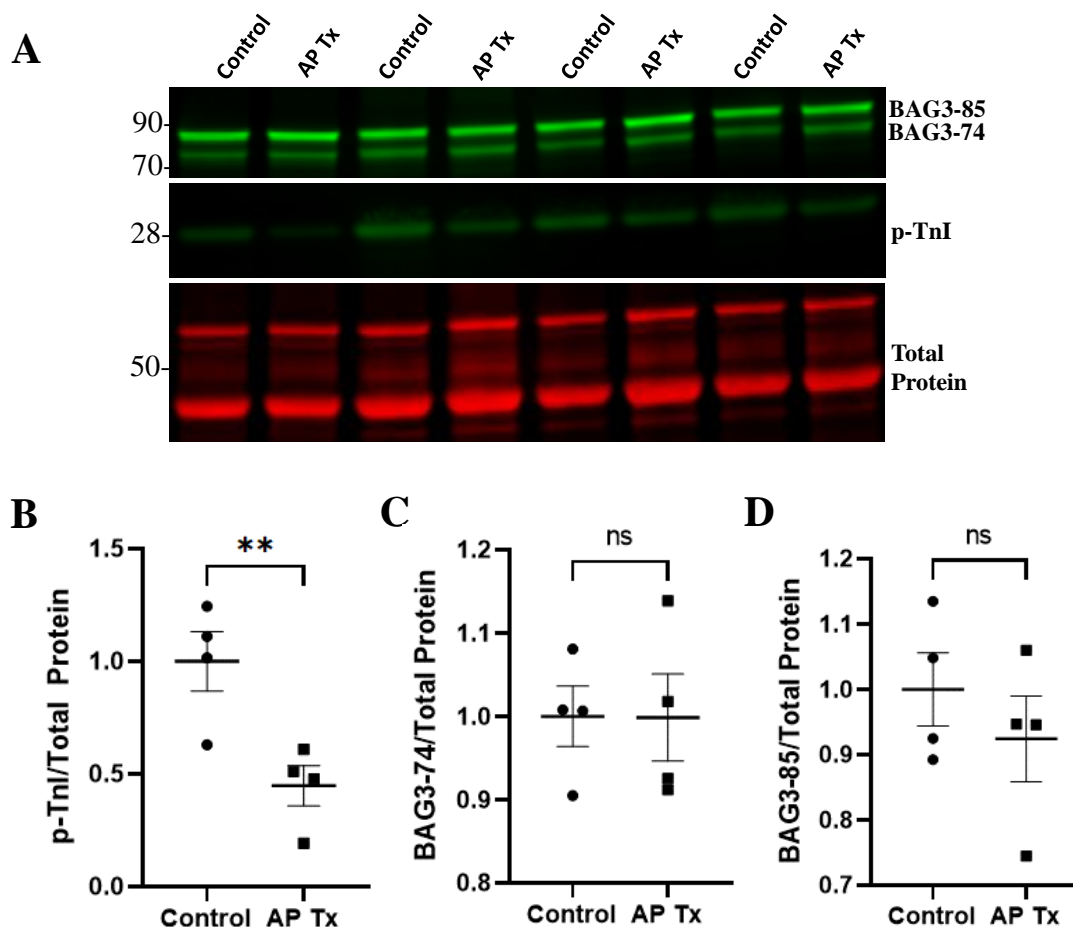 A
Control AP Tx Control AP Tx Control AP Tx Control AP Tx
90-
70-
BAG3-85
BAG3-74
28-
p-TnI
50-
Total
Protein
B
**
p-TnI/Total Protein
1.5
1.0
0.5
0.0
Control AP Tx
C
ns
BAG3-74/Total Protein
1.2
1.1
1.0
0.9
0.8
Control AP Tx
D
ns
BAG3-85/Total Protein
1.2
1.1
1.0
0.9
0.8
0.7
Control AP Tx